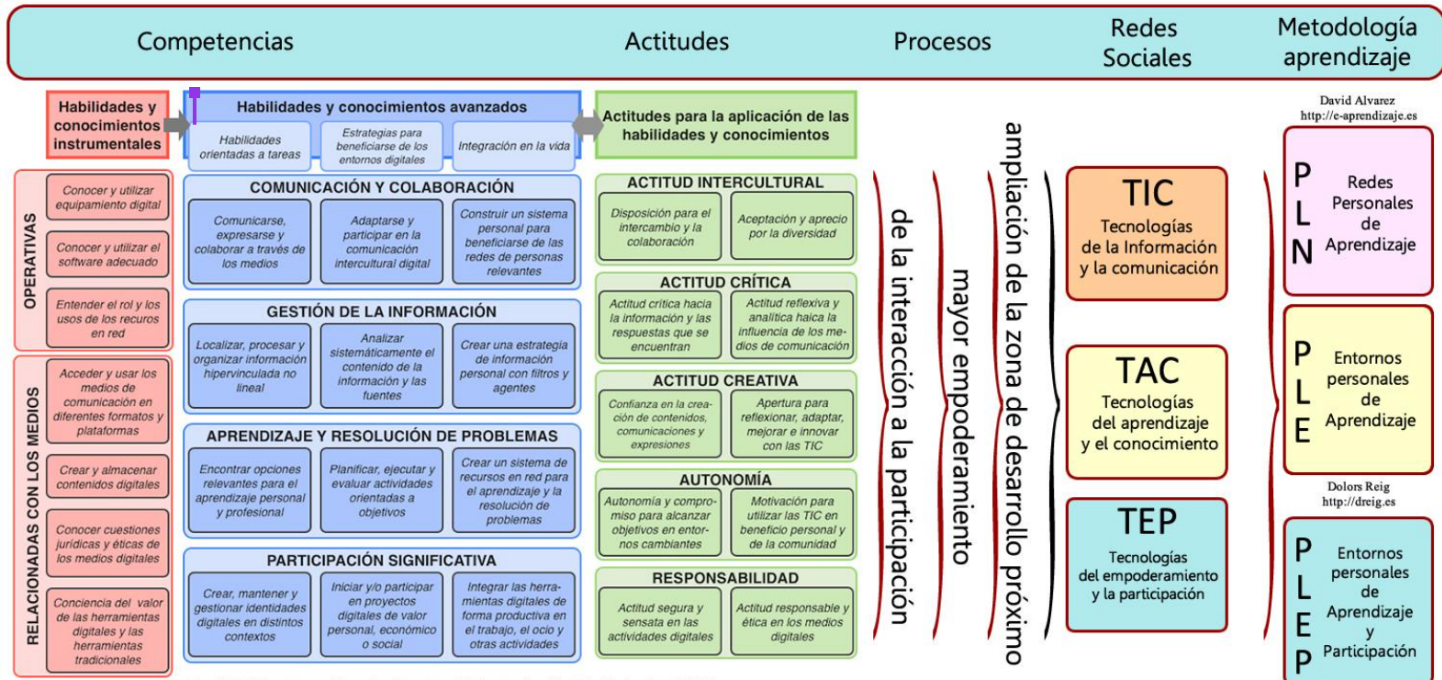 Competencias
Actitudes
Procesos
Redes
Sociales
Metodología
aprendizaje
Habilidades y
conocimientos
instrumentales
Habilidades y conocimientos avanzados
Habilidades
orientadas a tareas
Estrategias para
beneficiarse de los
entornos digitales
Integración en la vida
Actitudes para la aplicación de las
habilidades y conocimientos
OPERATIVAS
Conocer y utilizar
equipamiento digital
Conocer y utilizar el
software adecuado
Entender el rol y los
usos de los recuros
en red
RELACIONADAS CON LOS MEDIOS
Acceder y usar los
medios de
comunicación en
diferentes formatos y
plataformas
Crear y almacenar
contenidos digitales
Conocer cuestiones
jurídicas y éticas de
los medios digitales
Conciencia del valor
de las herramientas
digitales y las
herramientas
tradicionales
COMUNICACIÓN Y COLABORACIÓN
Comunicarse,
expresarse y
colaborar a través de
los medios
Adaptarse y
participar en la
comunicación
intercultural digital
Construir un sistema
personal para
beneficiarse de las
redes de personas
relevantes
GESTIÓN DE LA INFORMACIÓN
Localizar, procesar y
organizar información
hipervinculada no
lineal
Analizar
sistemáticamente el
contenido de la
información y las
fuentes
Crear una estrategia
de información
personal con filtros y
agentes
APRENDIZAJE Y RESOLUCIÓN DE PROBLEMAS
Encontrar opciones
relevantes para el
aprendizaje personal
y profesional
Planificar, ejecutar y
evaluar actividades
orientadas a
objetivos
Crear un sistema de
recursos en red para
el aprendizaje y la
resolución de
problemas
PARTICIPACIÓN SIGNIFICATIVA
Crear, mantener y
gestionar identidades
digitales en distintos
contextos
Iniciar y/o participar
en proyectos
digitales de valor
personal, económico
o social
Integrar las herra-
mientas digitales de
forma productiva en
el trabajo, el ocio y
otras actividades
ACTITUD INTERCULTURAL
Disposición para el
intercambio y la
colaboración
Aceptación y aprecio
por la diversidad
ACTITUD CRÍTICA
Actitud crítica hacia
la información y las
respuestas que se
encuentran
Actitud reflexiva y
analítica haica la
influencia de los me-
dios de comunicación
ACTITUD CREATIVA
Confianza en la crea-
ción de contenidos,
comunicaciones y
expresiones
Apertura para
reflexionar, adaptar,
mejorar e innovar
con las TIC
AUTONOMÍA
Autonomía y compro-
miso para alcanzar
objetivos en entor-
nos cambiantes
Motivación para
utilizar las TIC en
beneficio personal y
de la comunidad
RESPONSABILIDAD
Actitud segura y
sensata en las
actividades digitales
Actitud responsable y
ética en los medios
digitales
de la interacción a la participación
mayor empoderamiento
ampliación de la zona de desarrollo próximo
TIC
Tecnologías
de la Información
y la comunicación
TAC
Tecnologías
del aprendizaje
y el conocimiento
TEP
Tecnologías
del empoderamiento
y la participación
David Alvarez
http://e-aprendizaje.es
PLN
Redes
Personales
de
Aprendizaje
PLE
Entornos
personales
de
Aprendizaje
Dolors Reig
http://dreig.es
PLEP
Entornos
personales
de
Aprendizaje
y
Participación